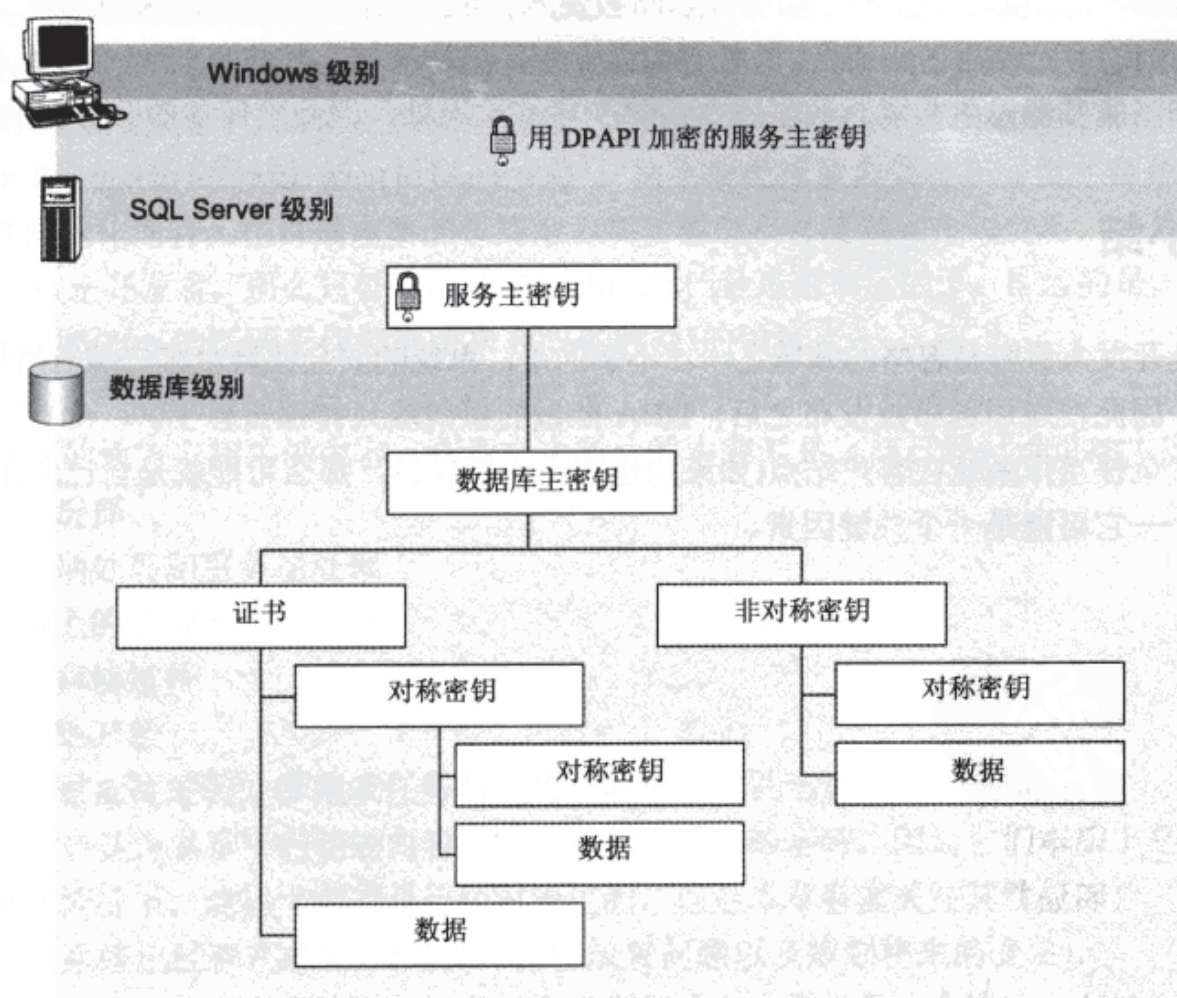 Windows 级别
用 DPAPI 加密的服务主密钥
SQL Server 级别
服务主密钥
数据库级别
数据库主密钥
证书
非对称密钥
对称密钥
对称密钥
对称密钥
数据
数据
数据